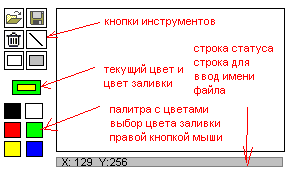 кнопки инструментов
строка статуса
строка для
ввод имени
файла
текущий цвет и
цвет заливки
палитра с цветами
выбор цвета заливки
правой кнопкой мыши
X: 129 Y:256